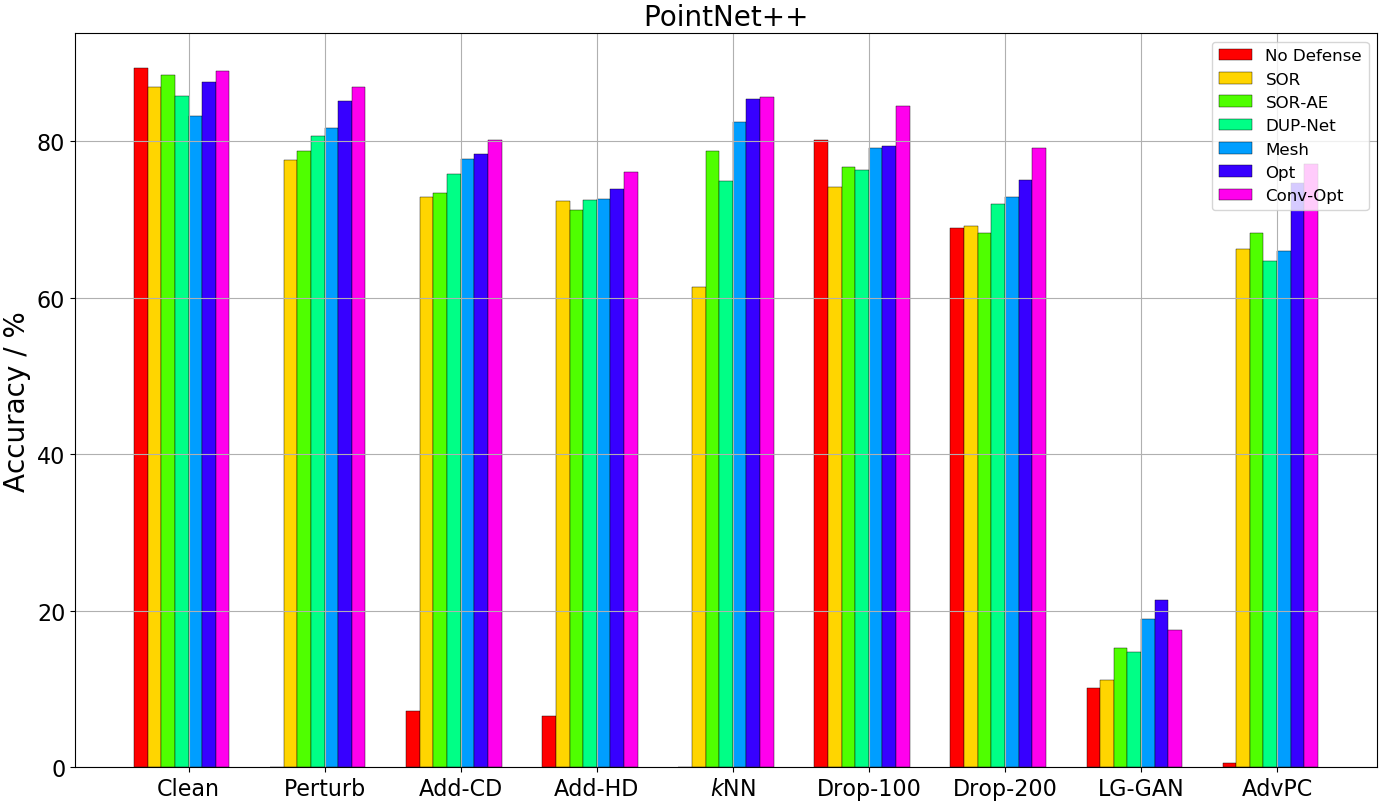 PointNet++
Accuracy / %
80
60
40
20
0
No Defense
SOR
SOR-AE
DUP-Net
Mesh
Opt
Conv-Opt
Clean Perturb Add-CD Add-HD kNN Drop-100 Drop-200 LG-GAN AdvPC